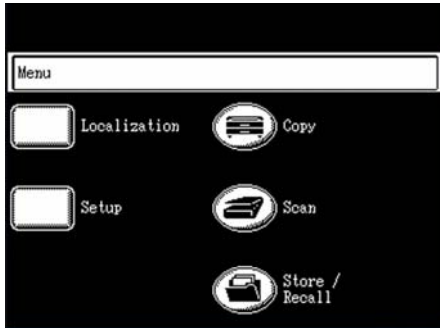 Menu
Localization
Copy
Setup
Scan
Store /
Recall